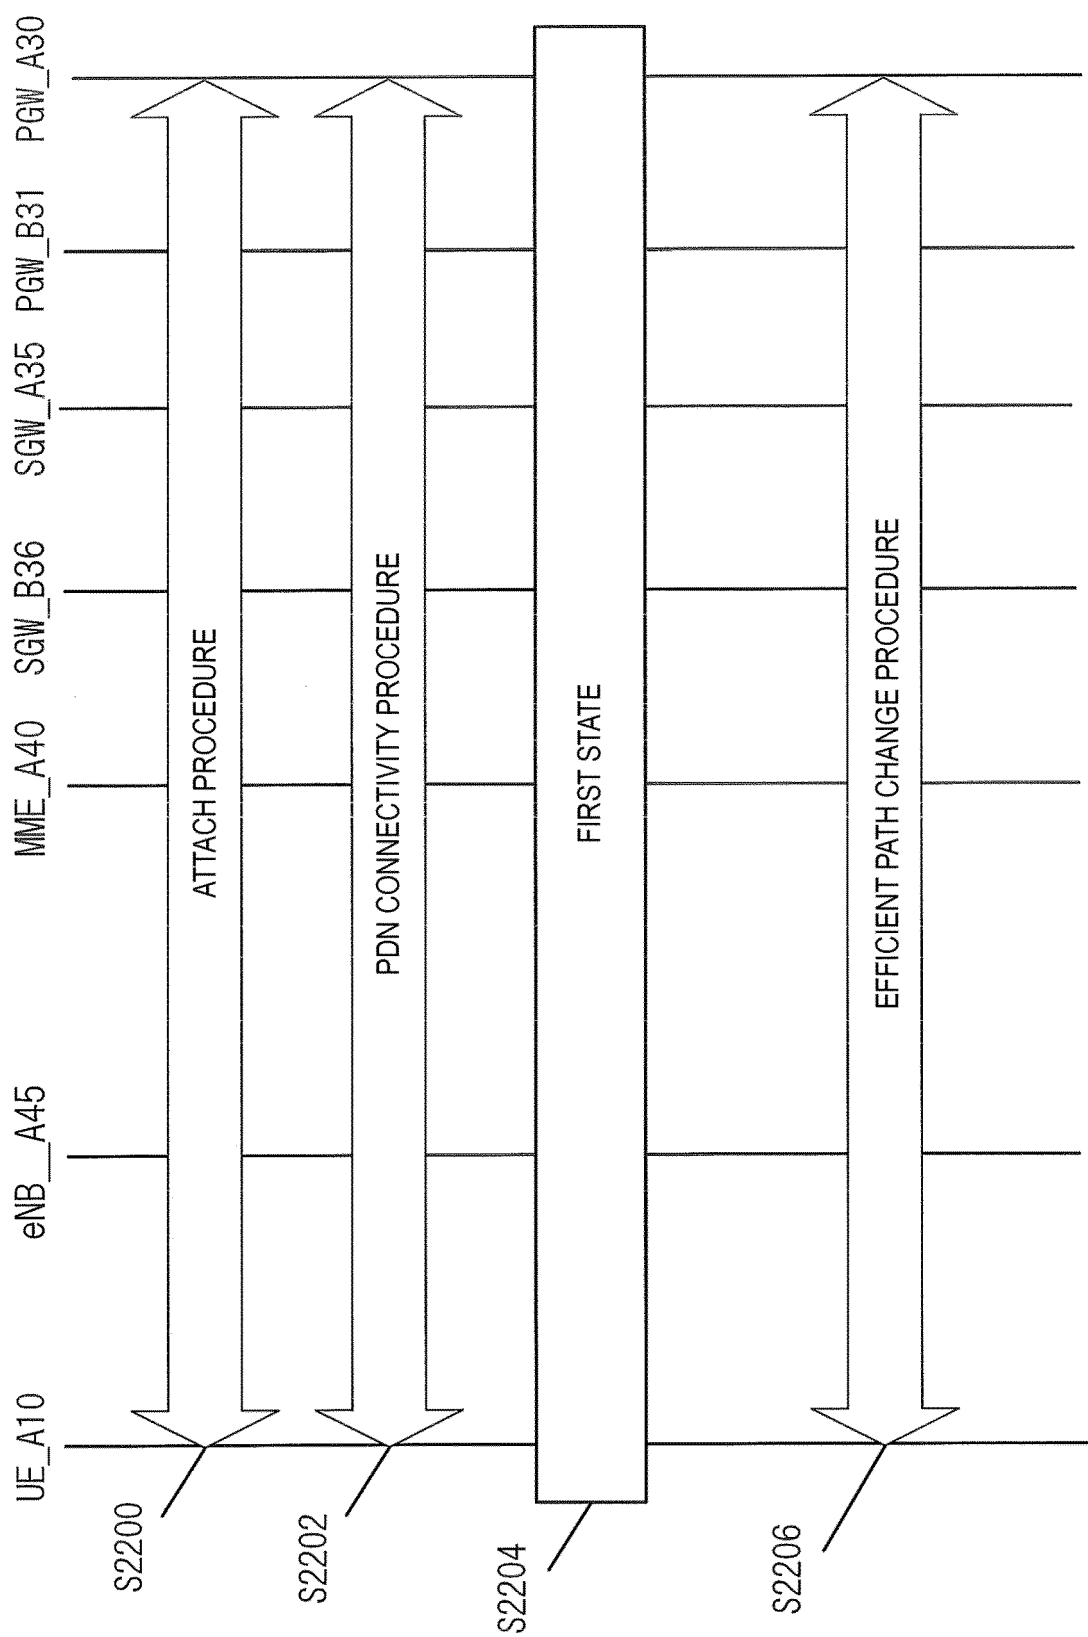 UE_A10
eNB__A45
MME_A40
SGW_B36
SGW_A35
PGW_B31
PGW_A30
S2200
ATTACH PROCEDURE
S2202
PDN CONNECTIVITY PROCEDURE
S2204
FIRST STATE
S2206
EFFICIENT PATH CHANGE PROCEDURE